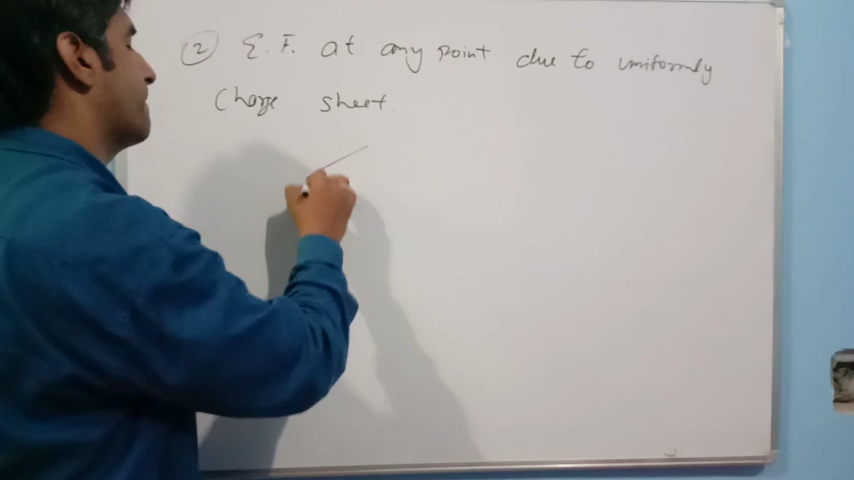 ② E.F. at any point due to uniformly
Charge sheet.